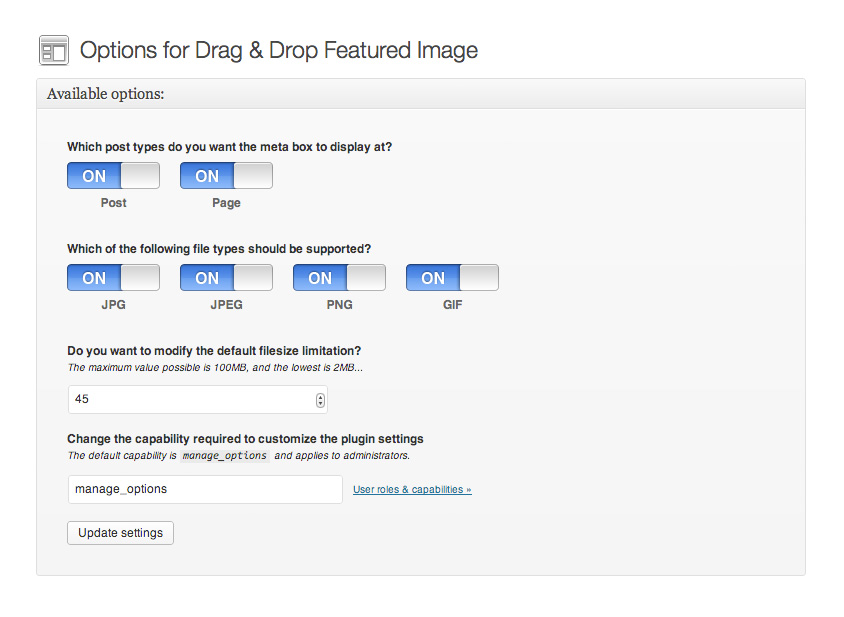 Options for Drag & Drop Featured Image
Available options:
Which post types do you want the meta box to display at?
ON ON
Post Page
Which of the following file types should be supported?
ON ON ON ON
JPG JPEG PNG GIF
Do you want to modify the default filesize limitation?
The maximum value possible is 100MB, and the lowest is 2MB...
45
Change the capability required to customize the plugin settings
The default capability is manage_options and applies to administrators.
manage_options User roles & capabilities »
Update settings